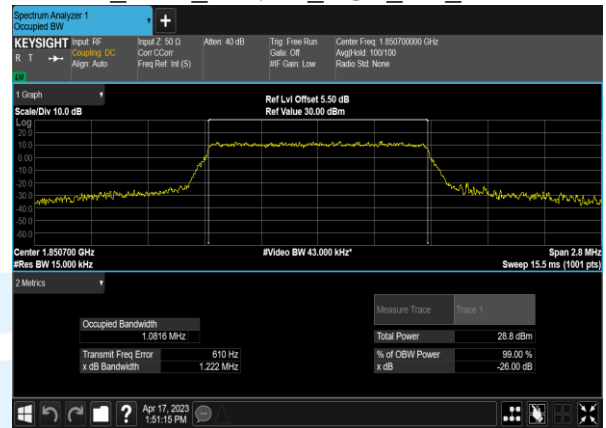 Spectrum Analyzer 1
Occupied BW
KEYSIGHT Input: RF Input Z: 50 Ω Atten: 40 dB Trig: Free Run Center Freq: 1.850700000 GHz
Coupling: DC Corr CCorr Gate: Off Avg|Hold: 100/100
R T Align: Auto Freq Ref: Int (S) #IF Gain: Low Radio Std: None
LV
1 Graph
Ref Lvl Offset 5.50 dB
Scale/Div 10.0 dB Ref Value 30.00 dBm
Log
20.0
10.0
0.00
-10.0
-20.0
-30.0
-40.0
-50.0
-60.0
Center 1.850700 GHz #Video BW 43.000 kHz* Span 2.8 MHz
#Res BW 15.000 kHz Sweep 15.5 ms (1001 pts)
2 Metrics
Measure Trace Trace 1
Occupied Bandwidth
1.0816 MHz Total Power 28.8 dBm
Transmit Freq Error 610 Hz % of OBW Power 99.00 %
x dB Bandwidth 1.222 MHz x dB -26.00 dB
Apr 17, 2023
1:51:15 PM